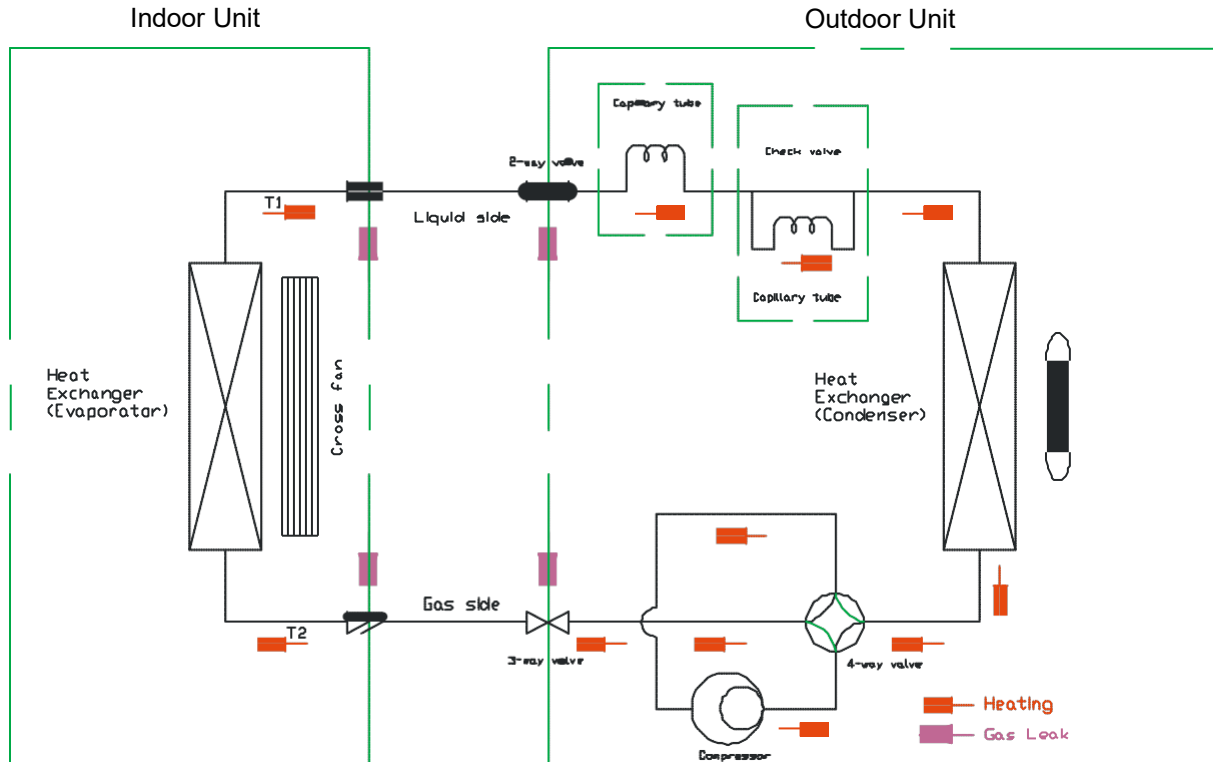 Indoor Unit
Outdoor Unit
Capillary tube
Check valve
2-way valve
T1
Liquid side
Capillary tube
Heat
Exchanger
(Evaporator)
Cross fan
Heat
Exchanger
(Condenser)
Gas side
T2
3-way valve
4-way valve
Heating
Gas Leak
Compressor